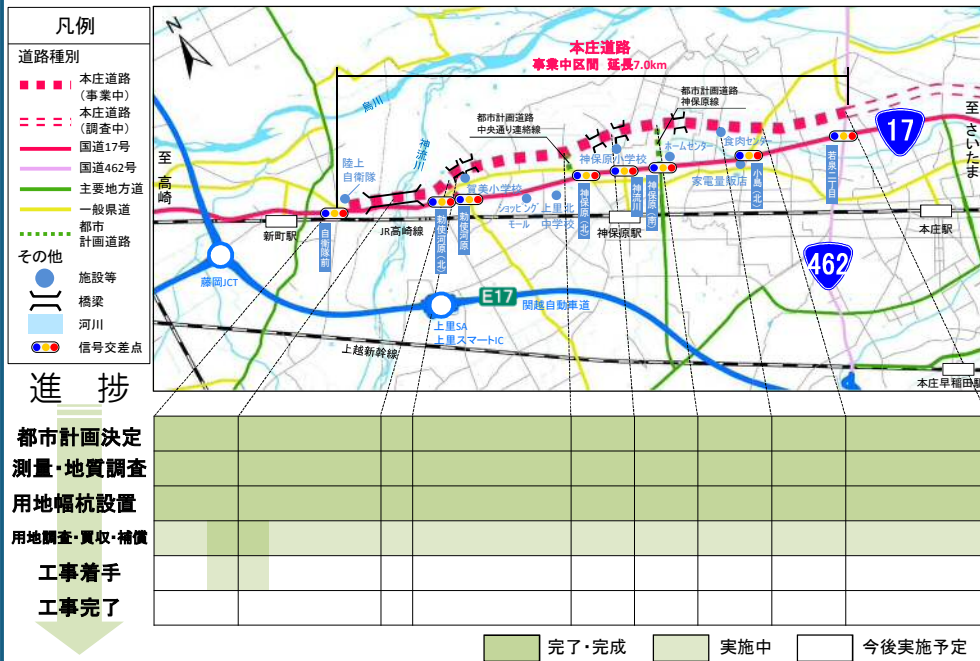 凡例
道路種別
本庄道路
(事業中)
本庄道路
(調査中)
国道17号
国道462号
主要地方道
一般県道
都市
計画道路
その他
施設等
橋梁
河川
信号交差点
N
本庄道路
事業中区間 延長7.0km
烏川
神流川
都市計画道路
中央通り連絡線
都市計画道路
神保原線
17
至 高崎
至 さいたま
陸上
自衛隊
賀美小学校
ショッピング
モール
上里北
中学校
神保原小学校
ホームセンター
食肉センター
家電量販店
自衛隊前
勅使河原(北)
勅使河原
神保原(北)
神流川
神保原(南)
小島(北)
若泉二丁目
新町駅
JR高崎線
神保原駅
本庄駅
462
藤岡JCT
E17
関越自動車道
上里SA
上里スマートIC
上越新幹線
本庄早稲田駅
進 捗
都市計画決定
測量・地質調査
用地幅杭設置
用地調査・買収・補償
工事着手
工事完了
完了・完成
実施中
今後実施予定